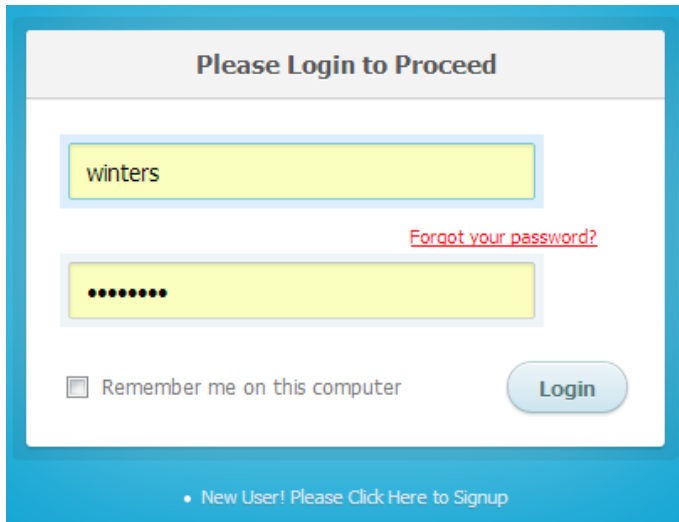 Please Login to Proceed
winters
Forgot your password?
••••••••
Remember me on this computer
Login
• New User! Please Click Here to Signup